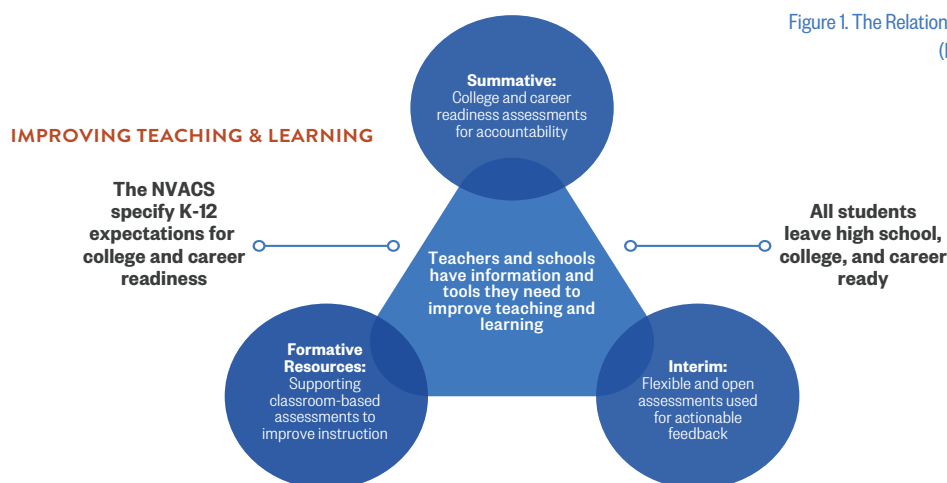 Figure 1. The Relation
(
Summative:
College and career
readiness assessments
for accountability
IMPROVING TEACHING & LEARNING
The NVACS
specify K-12
expectations for
college and career
readiness
Teachers and schools
have information and
tools they need to
improve teaching and
learning
All students
leave high school,
college, and career
ready
Formative
Resources:
Supporting
classroom-based
assessments to
improve instruction
Interim:
Flexible and open
assessments used
for actionable
feedback